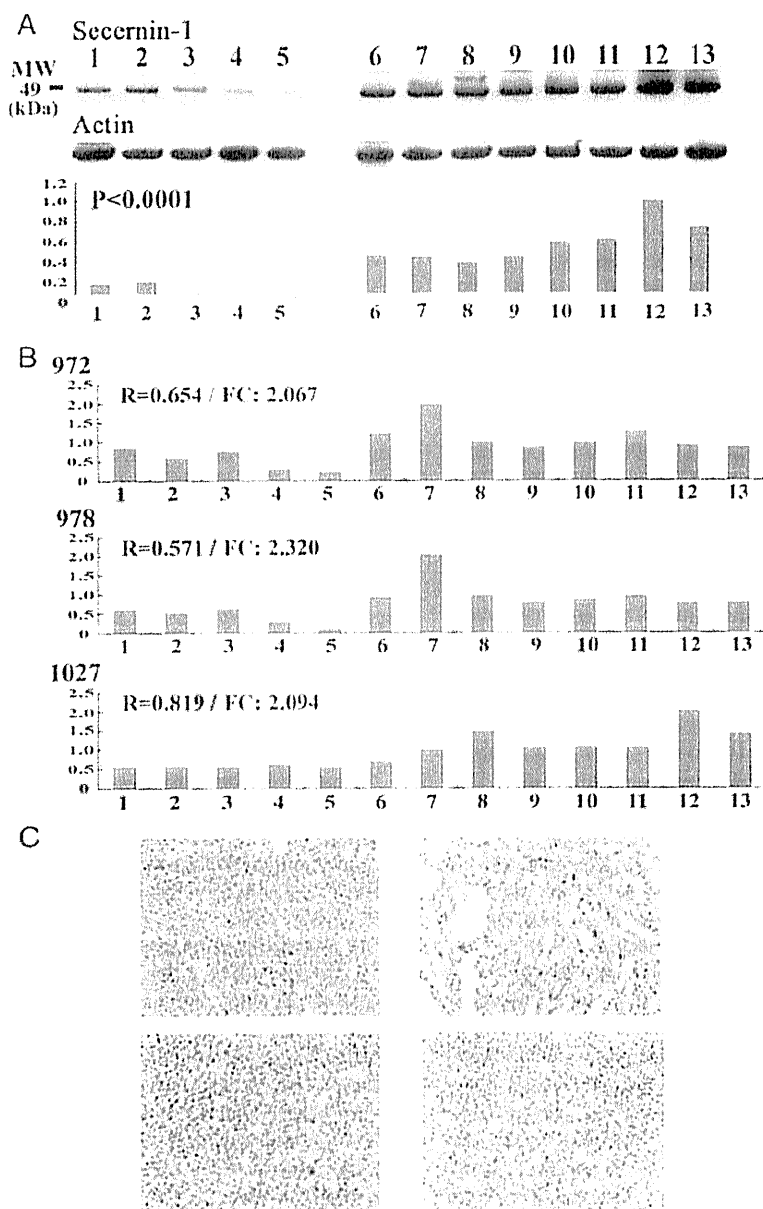 A
Secernin-1
1 2 3 4 5 6 7 8 9 10 11 12 13
MW
49
(kDa)
Actin
1.2
1.0
0.8
0.6
0.4
0.2
0
P<0.0001
1 2 3 4 5 6 7 8 9 10 11 12 13
B
972
2.5
2.0
1.5
1.0
0.5
0
R=0.654 / FC: 2.067
1 2 3 4 5 6 7 8 9 10 11 12 13
978
2.5
2.0
1.5
1.0
0.5
0
R=0.571 / FC: 2.320
1 2 3 4 5 6 7 8 9 10 11 12 13
1027
2.5
2.0
1.5
1.0
0.5
0
R=0.819 / FC: 2.094
1 2 3 4 5 6 7 8 9 10 11 12 13
C